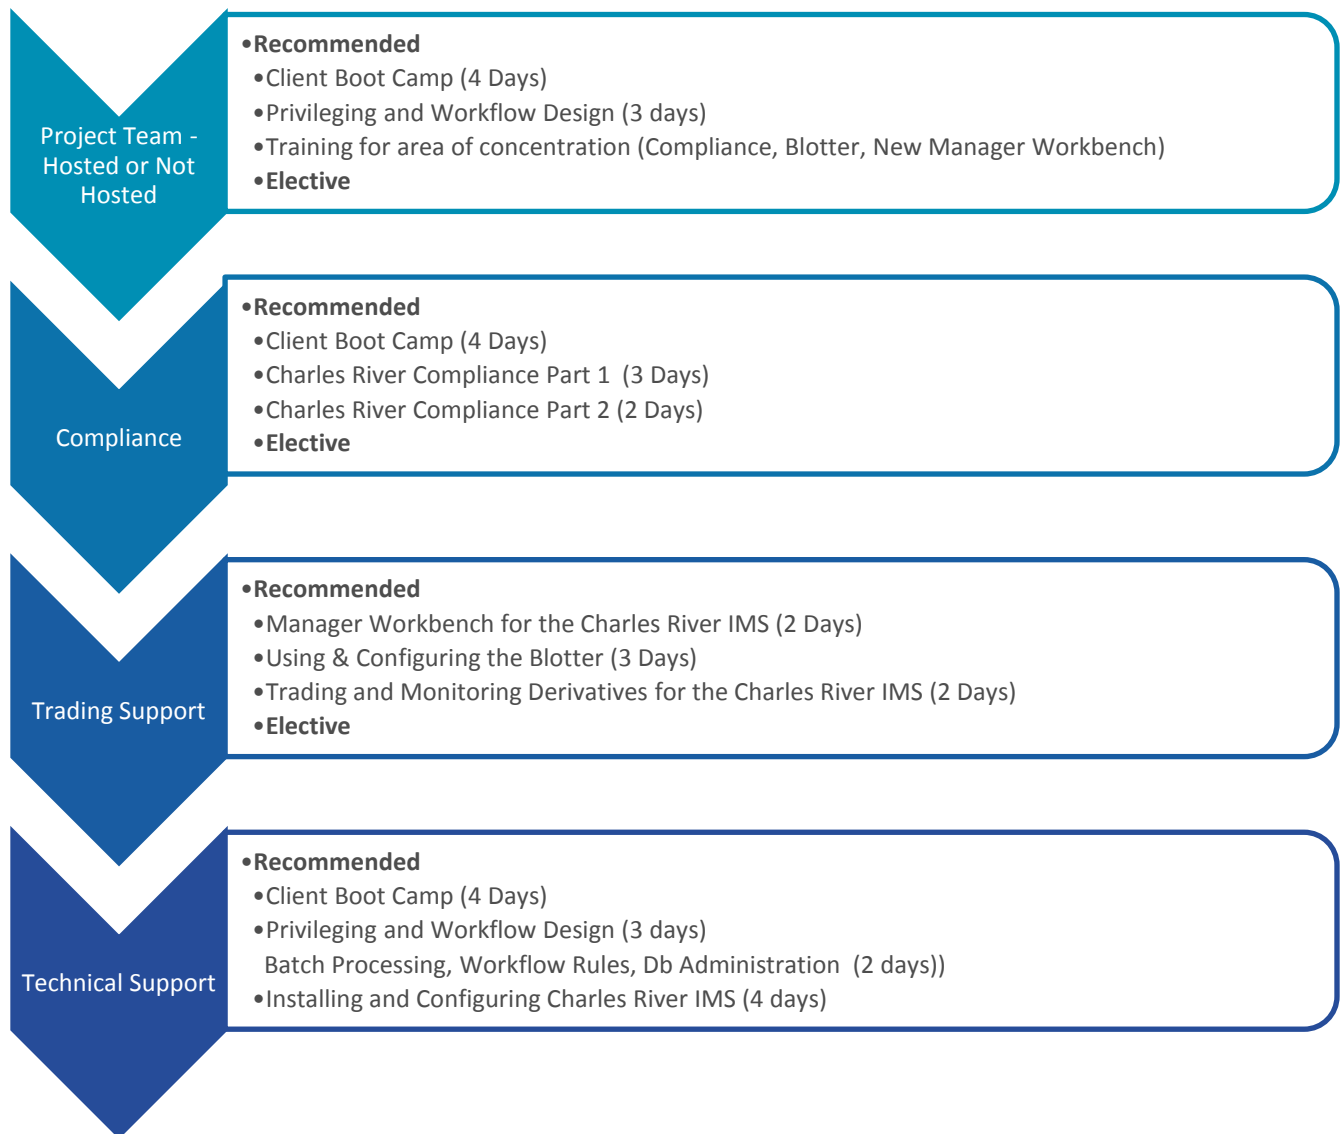 Project Team -
Hosted or Not
Hosted
•Recommended
•Client Boot Camp (4 Days)
•Privileging and Workflow Design (3 days)
•Training for area of concentration (Compliance, Blotter, New Manager Workbench)
•Elective
Compliance
•Recommended
•Client Boot Camp (4 Days)
•Charles River Compliance Part 1  (3 Days)
•Charles River Compliance Part 2 (2 Days)
•Elective
Trading Support
•Recommended
•Manager Workbench for the Charles River IMS (2 Days)
•Using & Configuring the Blotter (3 Days)
•Trading and Monitoring Derivatives for the Charles River IMS (2 Days)
•Elective
Technical Support
•Recommended
•Client Boot Camp (4 Days)
•Privileging and Workflow Design (3 days)
Batch Processing, Workflow Rules, Db Administration  (2 days))
•Installing and Configuring Charles River IMS (4 days)